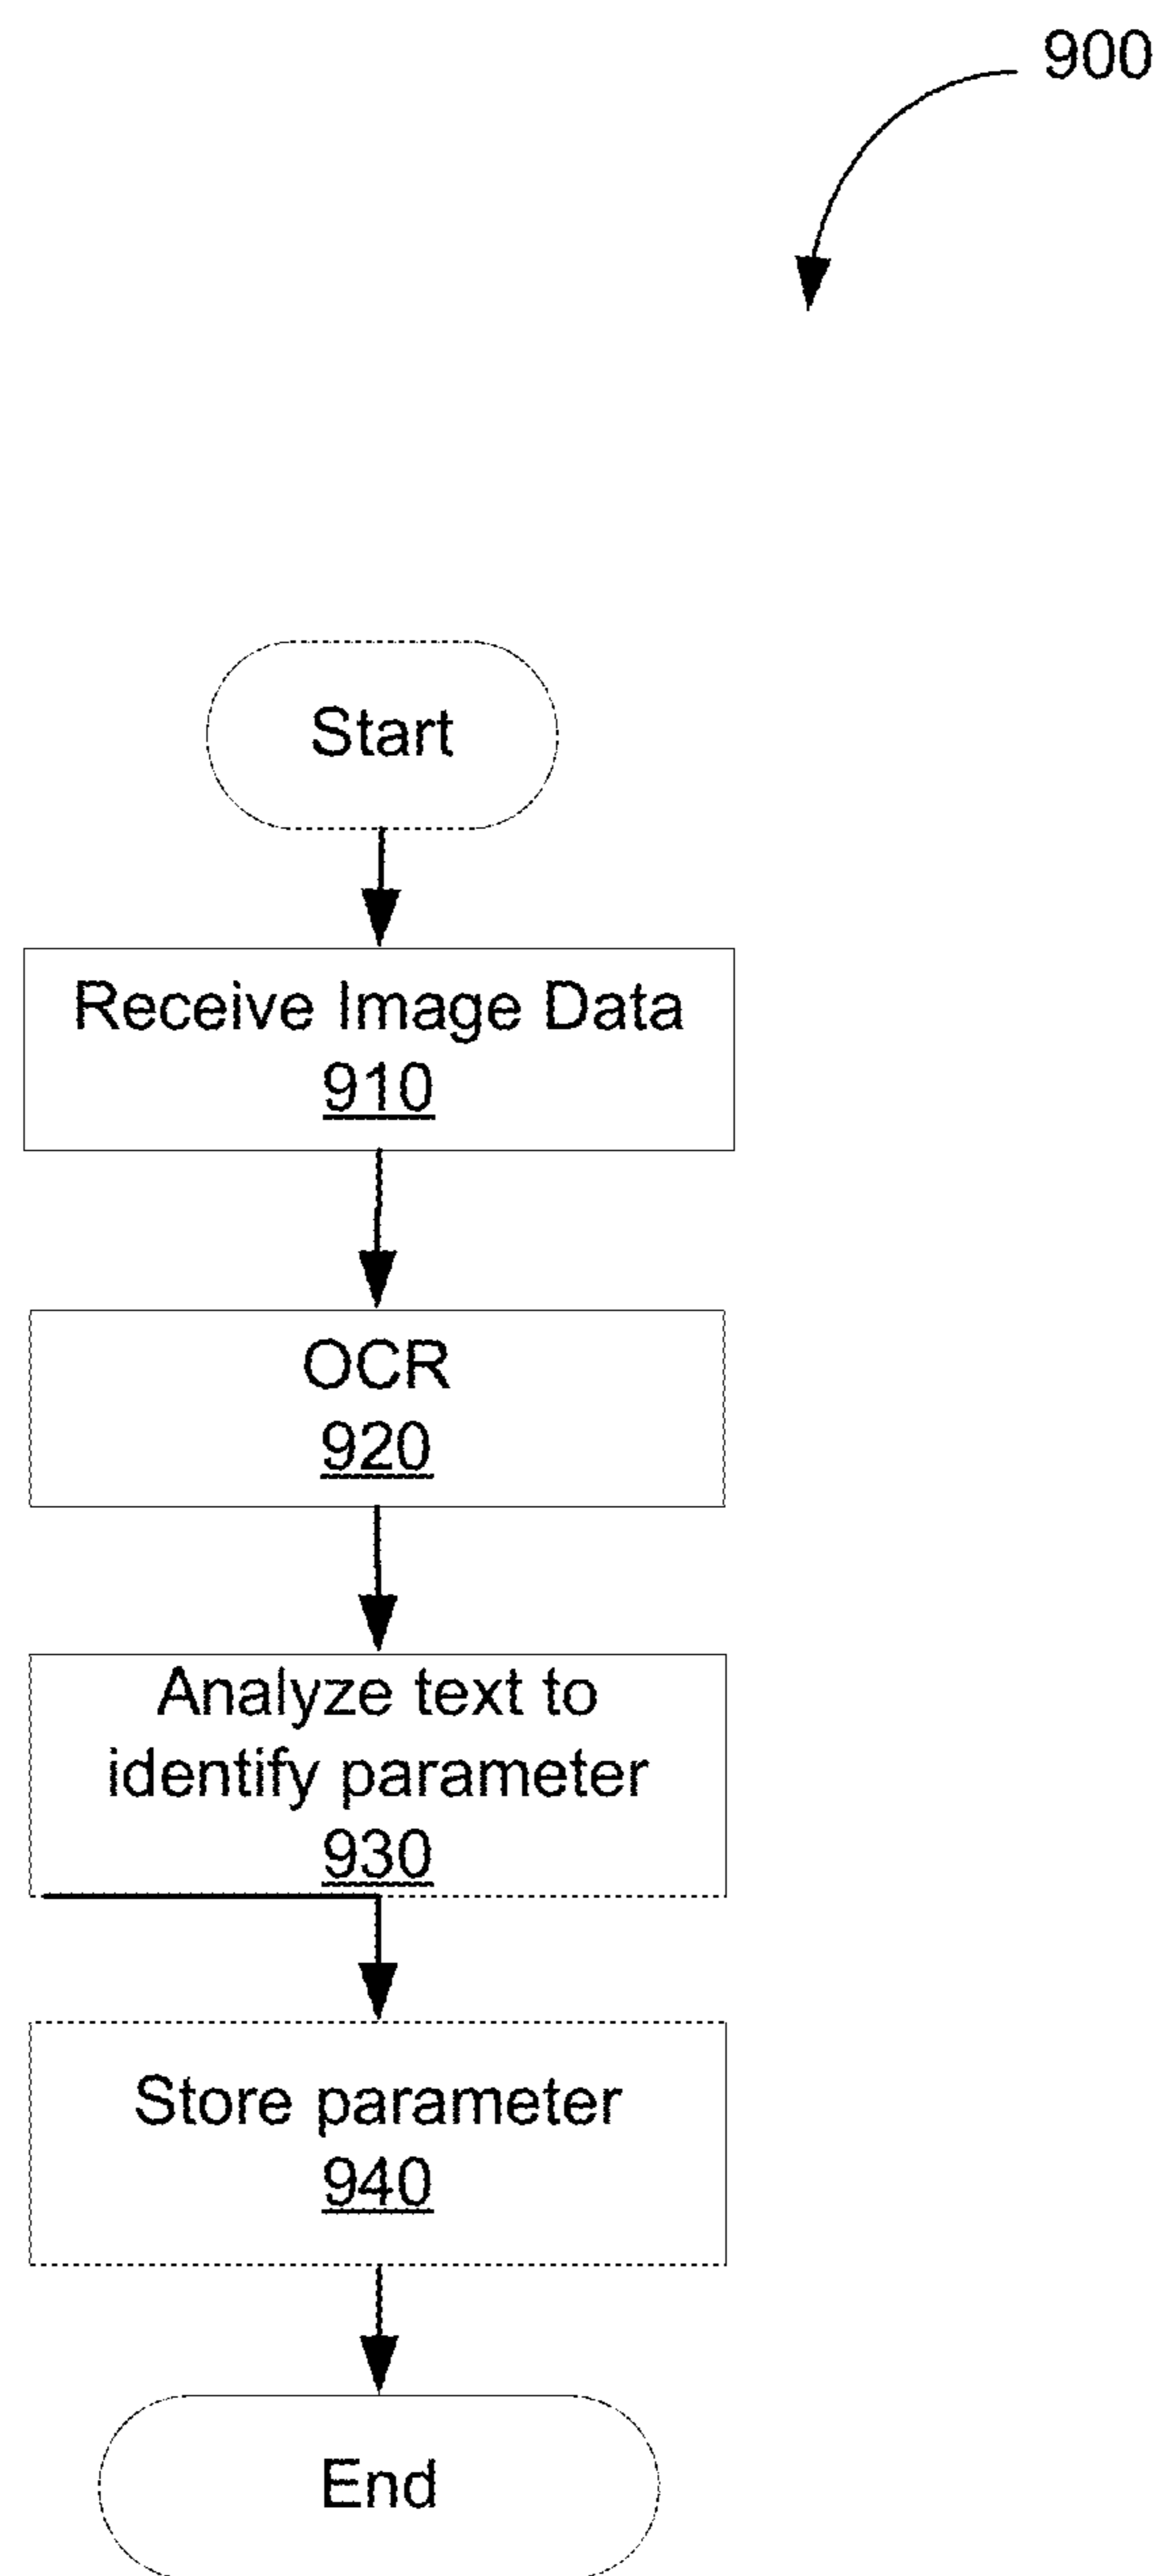 900
Start
Receive Image Data
910
OCR
920
Analyze text to
identify parameter
930
Store parameter
940
End